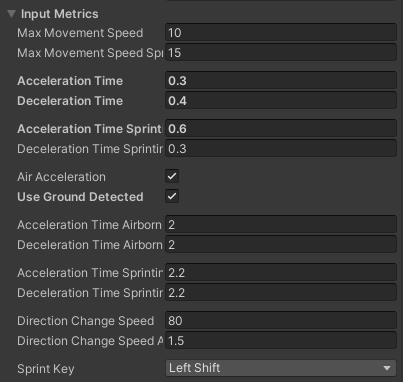 Input Metrics
Max Movement Speed 10
Max Movement Speed Spr 15
Acceleration Time 0.3
Deceleration Time 0.4
Acceleration Time Sprinti 0.6
Deceleration Time Sprintin 0.3
Air Acceleration
Use Ground Detected
Acceleration Time Airborn 2
Deceleration Time Airborn 2
Acceleration Time Sprintin 2.2
Deceleration Time Sprintin 2.2
Direction Change Speed 80
Direction Change Speed A 1.5
Sprint Key Left Shift